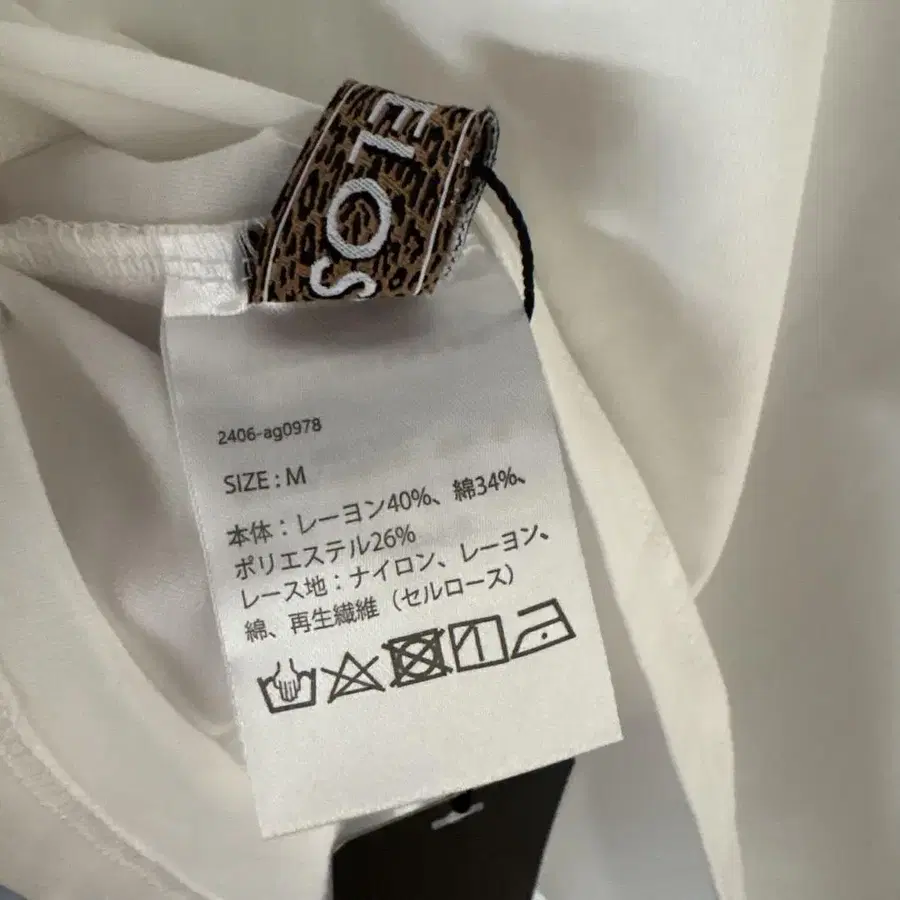 SOLE
2406-ag0978
SIZE : M
本体：レーヨン40%、綿34%、
ポリエステル26%
レース地：ナイロン、レーヨン、
綿、再生繊維（セルロース）